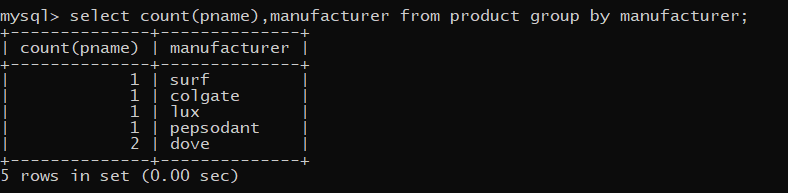 mysql> select count(pname),manufacturer from product group by manufacturer;
+--------------+--------------+
| count(pname) | manufacturer |
+--------------+--------------+
|            1 | surf         |
|            1 | colgate      |
|            1 | lux          |
|            1 | pepsodant    |
|            2 | dove         |
+--------------+--------------+
5 rows in set (0.00 sec)